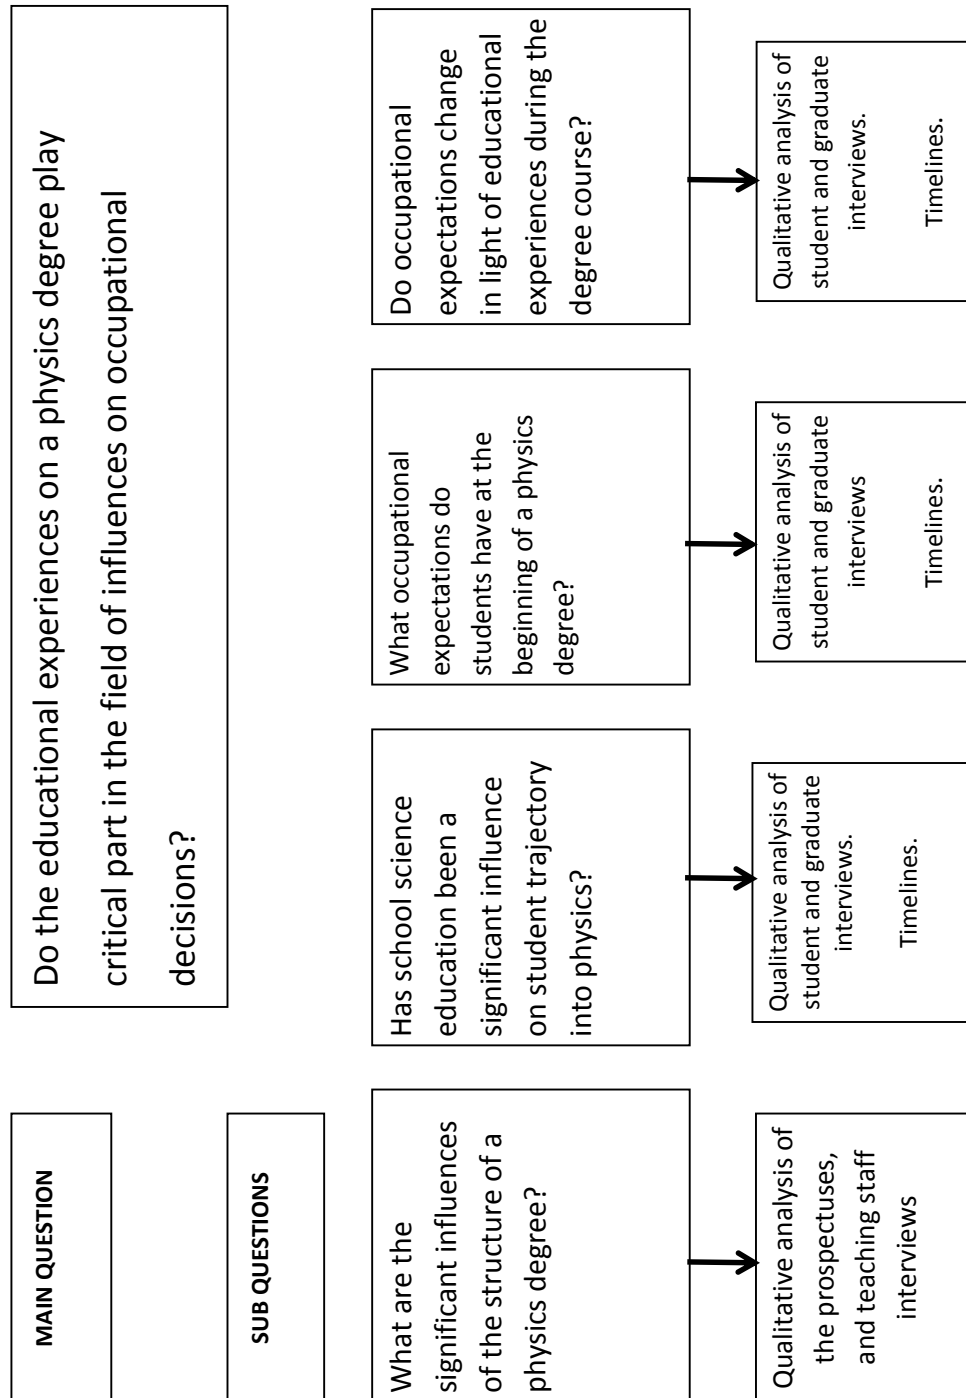 MAIN QUESTION
Do the educational experiences on a physics degree play
critical part in the field of influences on occupational
decisions?
SUB QUESTIONS
What are the
significant influences
of the structure of a
physics degree?
Has school science
education been a
significant influence
on student trajectory
into physics?
What occupational
expectations do
students have at the
beginning of a physics
degree?
Do occupational
expectations change
in light of educational
experiences during the
degree course?
Qualitative analysis of
the prospectuses,
and teaching staff
interviews
Qualitative analysis of
student and graduate
interviews.
Timelines.
Qualitative analysis of
student and graduate
interviews
Timelines.
Qualitative analysis of
student and graduate
interviews.
Timelines.